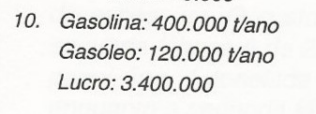 10. Gasolina: 400.000 t/ano
Gasóleo: 120.000 t/ano
Lucro: 3.400.000